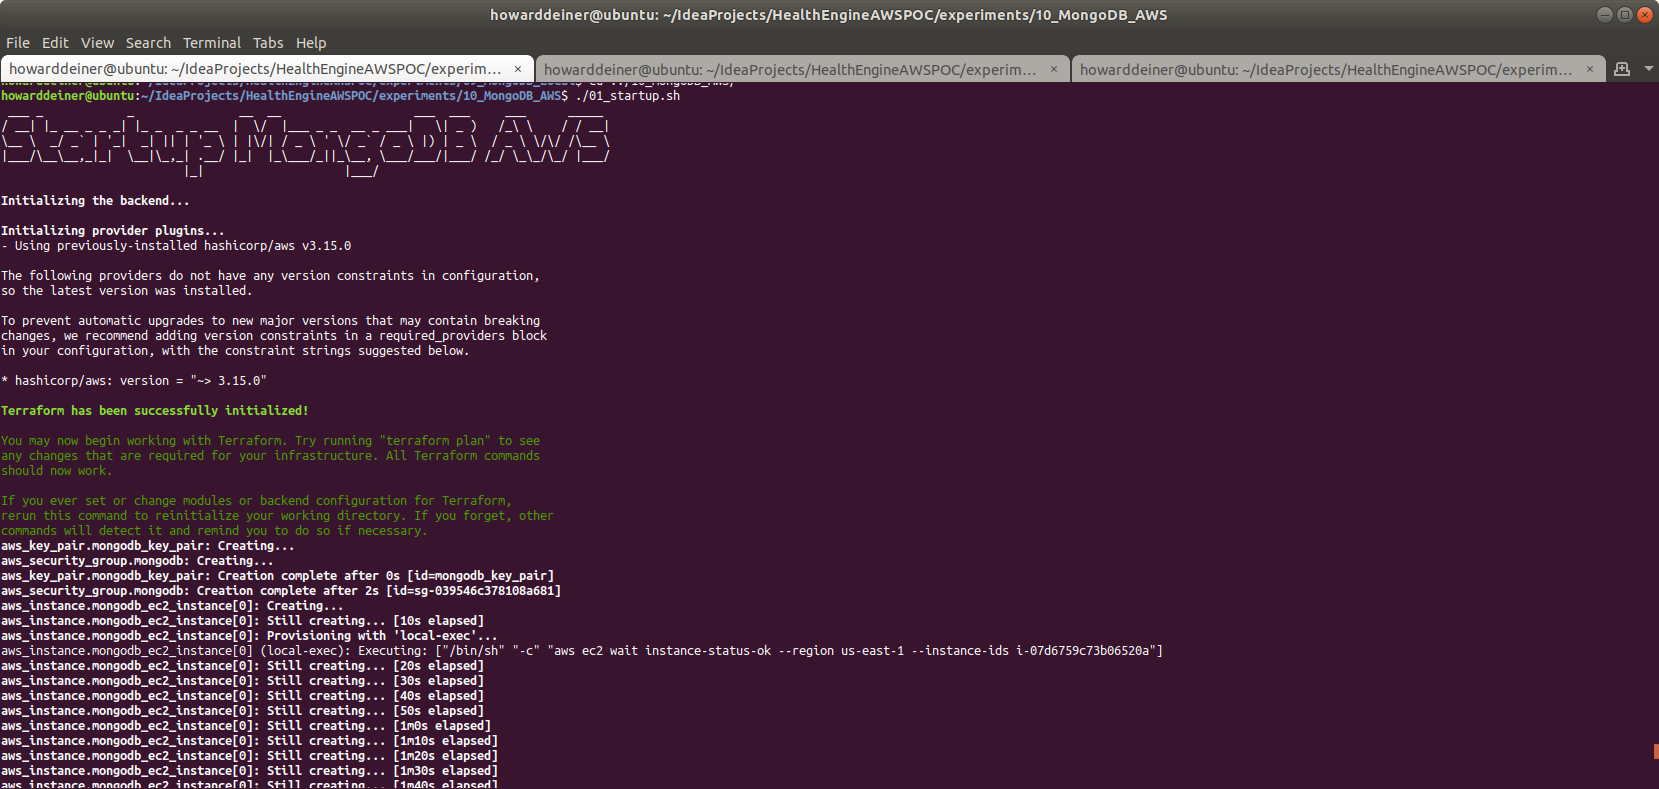 howarddeiner@ubuntu: ~/IdeaProjects/HealthEngineAWSPOC/experiments/10_MongoDB_AWS
File Edit View Search Terminal Tabs Help
howarddeiner@ubuntu: ~/IdeaProjects/HealthEngineAWSPOC/experim... × howarddeiner@ubuntu: ~/IdeaProjects/HealthEngineAWSPOC/experim... × howarddeiner@ubuntu: ~/IdeaProjects/HealthEngineAWSPOC/experim... ×
howarddeiner@ubuntu:~/IdeaProjects/HealthEngineAWSPOC/experiments/10_MongoDB_AWS$ ./01_startup.sh
Startup MongoDB AWS
Initializing the backend...
Initializing provider plugins...
- Using previously-installed hashicorp/aws v3.15.0
The following providers do not have any version constraints in configuration,
so the latest version was installed.
To prevent automatic upgrades to new major versions that may contain breaking
changes, we recommend adding version constraints in a required_providers block
in your configuration, with the constraint strings suggested below.
* hashicorp/aws: version = "~> 3.15.0"
Terraform has been successfully initialized!
You may now begin working with Terraform. Try running "terraform plan" to see
any changes that are required for your infrastructure. All Terraform commands
should now work.
If you ever set or change modules or backend configuration for Terraform,
rerun this command to reinitialize your working directory. If you forget, other
commands will detect it and remind you to do so if necessary.
aws_key_pair.mongodb_key_pair: Creating...
aws_security_group.mongodb: Creating...
aws_key_pair.mongodb_key_pair: Creation complete after 0s [id=mongodb_key_pair]
aws_security_group.mongodb: Creation complete after 2s [id=sg-039546c378108a681]
aws_instance.mongodb_ec2_instance[0]: Creating...
aws_instance.mongodb_ec2_instance[0]: Still creating... [10s elapsed]
aws_instance.mongodb_ec2_instance[0]: Provisioning with 'local-exec'...
aws_instance.mongodb_ec2_instance[0] (local-exec): Executing: ["/bin/sh" "-c" "aws ec2 wait instance-status-ok --region us-east-1 --instance-ids i-07d6759c73b06520a"]
aws_instance.mongodb_ec2_instance[0]: Still creating... [20s elapsed]
aws_instance.mongodb_ec2_instance[0]: Still creating... [30s elapsed]
aws_instance.mongodb_ec2_instance[0]: Still creating... [40s elapsed]
aws_instance.mongodb_ec2_instance[0]: Still creating... [50s elapsed]
aws_instance.mongodb_ec2_instance[0]: Still creating... [1m0s elapsed]
aws_instance.mongodb_ec2_instance[0]: Still creating... [1m10s elapsed]
aws_instance.mongodb_ec2_instance[0]: Still creating... [1m20s elapsed]
aws_instance.mongodb_ec2_instance[0]: Still creating... [1m30s elapsed]
aws_instance.mongodb_ec2_instance[0]: Still creating... [1m40s elapsed]